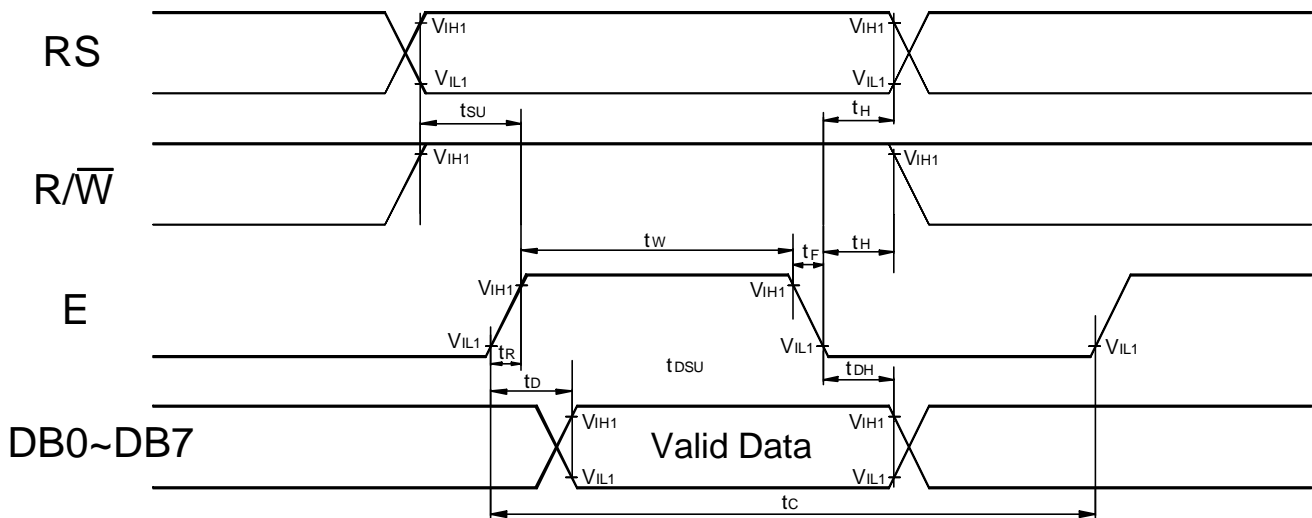 RS
VIH1
VIH1
VIL1
VIL1
tSU
tH
R/W̅
VIH1
VIH1
tW
tF
tH
E
VIH1
VIH1
VIL1
VIL1
VIL1
tR
tDSU
tDH
tD
DB0~DB7
VIH1
VIH1
Valid Data
VIL1
VIL1
tC